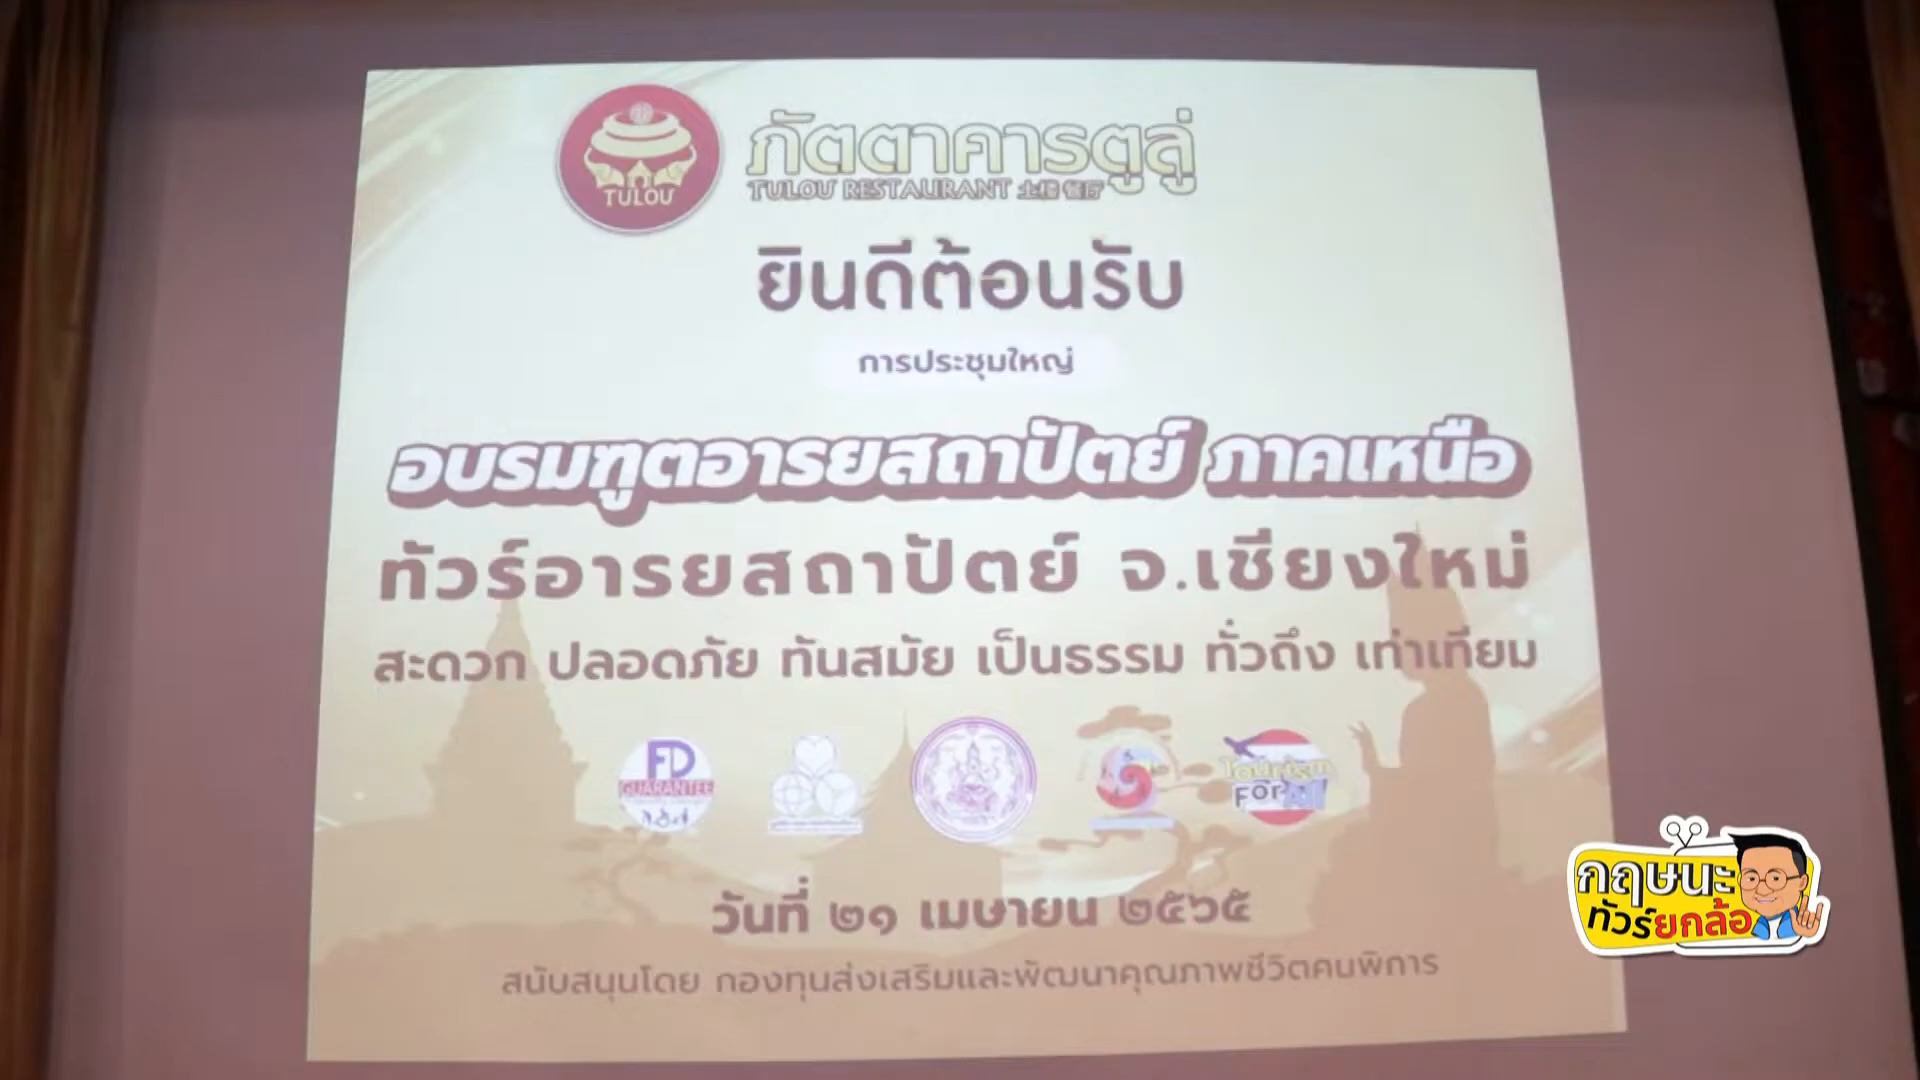 TULOU
ภัตตาคารตูลู่
TULOU RESTAURANT 土楼 餐厅
ยินดีต้อนรับ
การประชุมใหญ่
อบรมฑูตอารยสถาปัตย์ ภาคเหนือ
ทัวร์อารยสถาปัตย์ จ.เชียงใหม่
สะดวก ปลอดภัย ทันสมัย เป็นธรรม ทั่วถึง เท่าเทียม
FD
GUARANTEE
Tourism
For All
วันที่ ๒๑ เมษายน ๒๕๖๕
สนับสนุนโดย กองทุนส่งเสริมและพัฒนาคุณภาพชีวิตคนพิการ
กฤษนะ
ทัวร์ยกล้อ